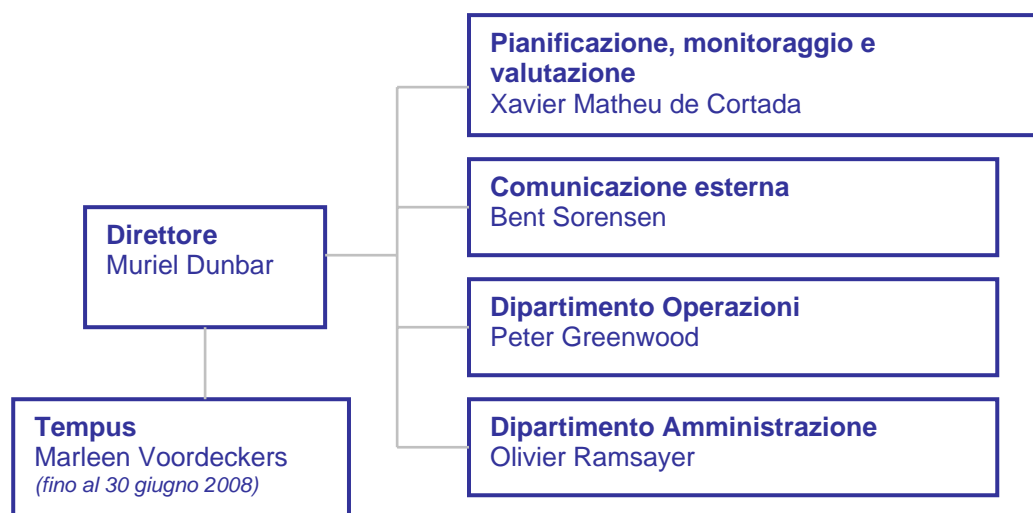 Pianificazione, monitoraggio e
valutazione
Xavier Matheu de Cortada
Comunicazione esterna
Bent Sorensen
Direttore
Muriel Dunbar
Dipartimento Operazioni
Peter Greenwood
Tempus
Marleen Voordeckers
(fino al 30 giugno 2008)
Dipartimento Amministrazione
Olivier Ramsayer